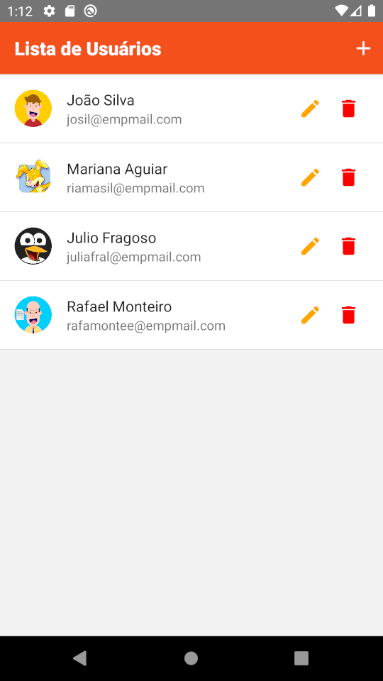 1:12
Lista de Usuários
João Silva
josil@empmail.com
Mariana Aguiar
riamasil@empmail.com
Julio Fragoso
juliafral@empmail.com
Rafael Monteiro
rafamontee@empmail.com